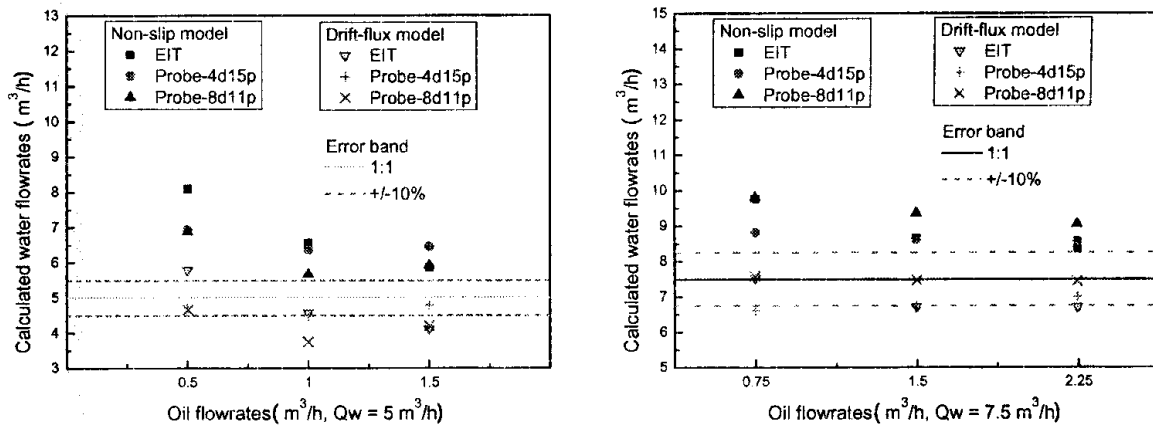 Calculated water flowrates ( m³/h)
13
12
11
10
9
8
7
6
5
4
3
Non-slip model
EIT
Probe-4d15p
Probe-8d11p
Drift-flux model
EIT
Probe-4d15p
Probe-8d11p
Error band
1:1
+/-10%
0.5
1
1.5
Oil flowrates( m³/h, Qw = 5 m³/h)
Calculated water flowrates ( m³/h)
15
14
13
12
11
10
9
8
7
6
5
Non-slip model
EIT
Probe-4d15p
Probe-8d11p
Drift-flux model
EIT
Probe-4d15p
Probe-8d11p
Error band
1:1
+/-10%
0.75
1.5
2.25
Oil flowrates( m³/h, Qw = 7.5 m³/h)